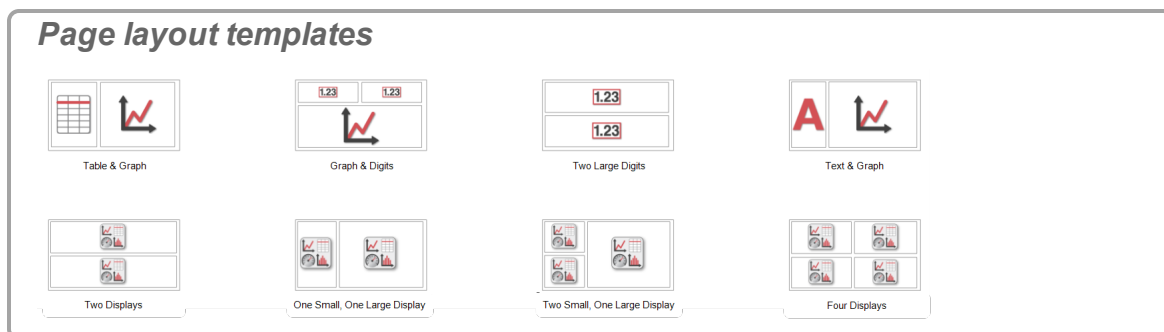 Page layout templates
1.23 1.23
1.23
A
1.23
Table & Graph Graph & Digits Two Large Digits Text & Graph
Two Displays One Small, One Large Display Two Small, One Large Display Four Displays